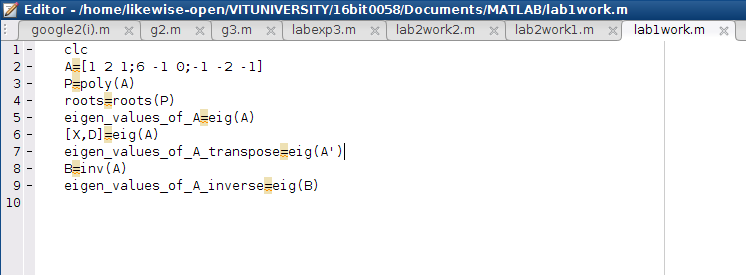 Editor - /home/likewise-open/VITUNIVERSITY/16bit0058/Documents/MATLAB/lab1work.m
google2(i).m × g2.m × g3.m × labexp3.m × lab2work2.m × lab2work1.m × lab1work.m ×
1 - clc
2 - A=[1 2 1;6 -1 0;-1 -2 -1]
3 - P=poly(A)
4 - roots=roots(P)
5 - eigen_values_of_A=eig(A)
6 - [X,D]=eig(A)
7 - eigen_values_of_A_transpose=eig(A')
8 - B=inv(A)
9 - eigen_values_of_A_inverse=eig(B)
10